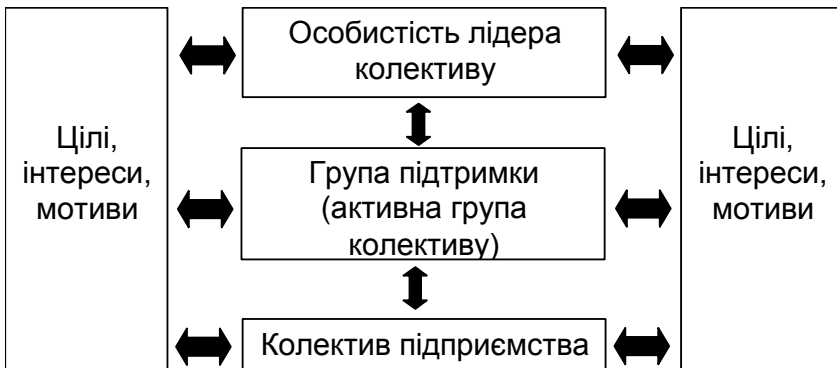 Цілі,
інтереси,
мотиви
Особистість лідера
колективу
Група підтримки
(активна група
колективу)
Колектив підприємства
Цілі,
інтереси,
мотиви